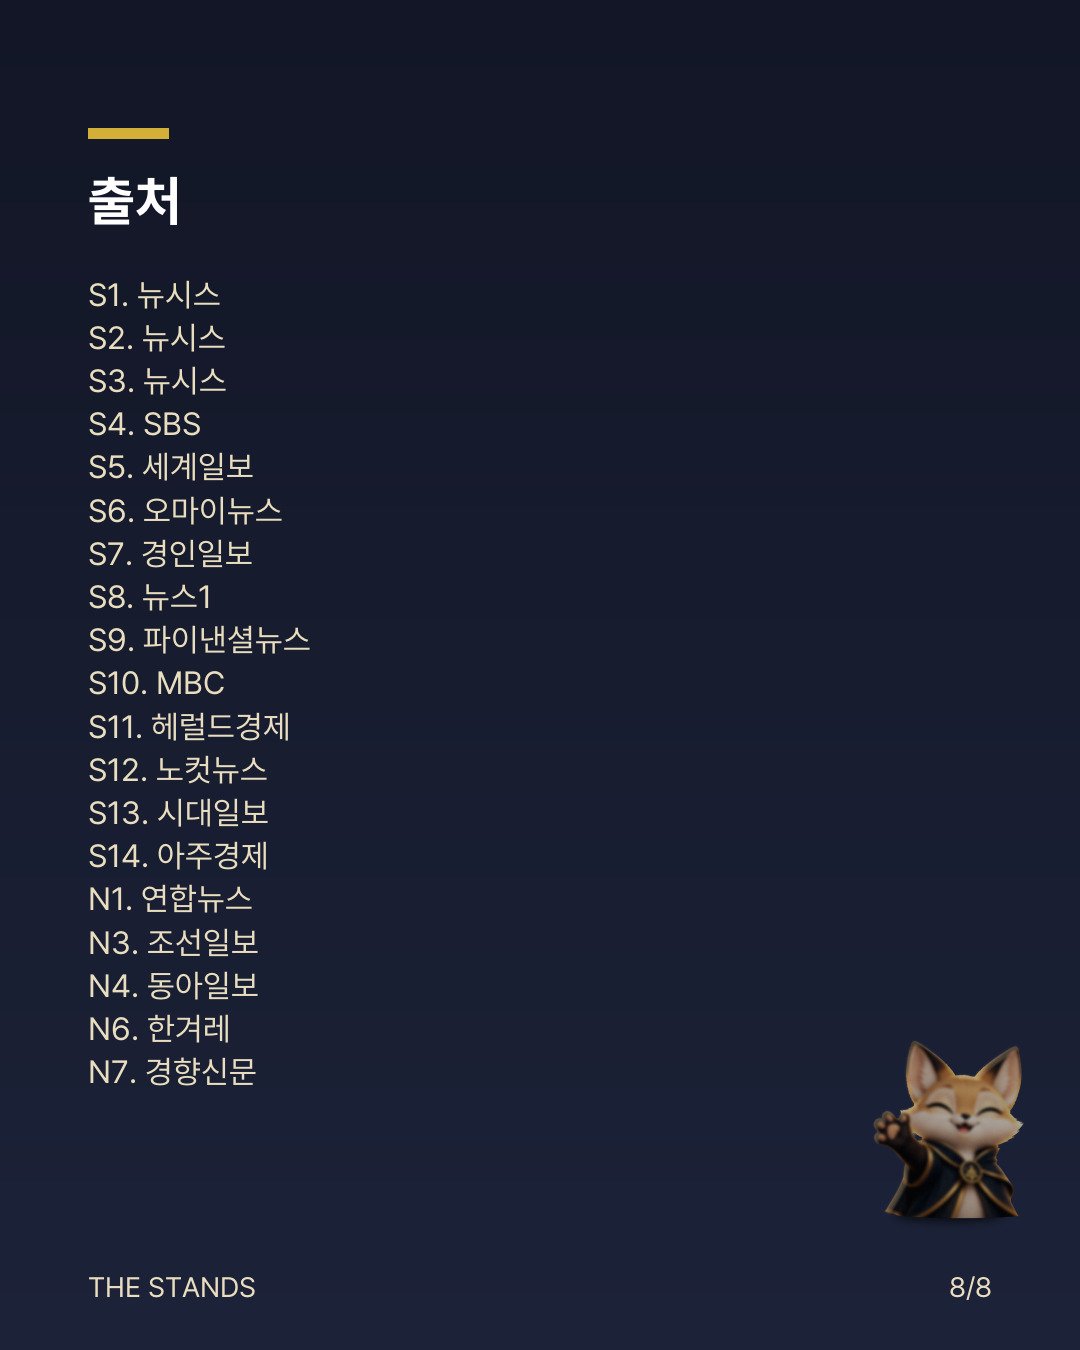 출처
S1. 뉴시스
S2. 뉴시스
S3. 뉴시스
S4. SBS
S5. 세계일보
S6. 오마이뉴스
S7. 경인일보
S8. 뉴스1
S9. 파이낸셜뉴스
S10. MBC
S11. 헤럴드경제
S12. 노컷뉴스
S13. 시대일보
S14. 아주경제
N1. 연합뉴스
N3. 조선일보
N4. 동아일보
N6. 한겨레
N7. 경향신문
THE STANDS
8/8